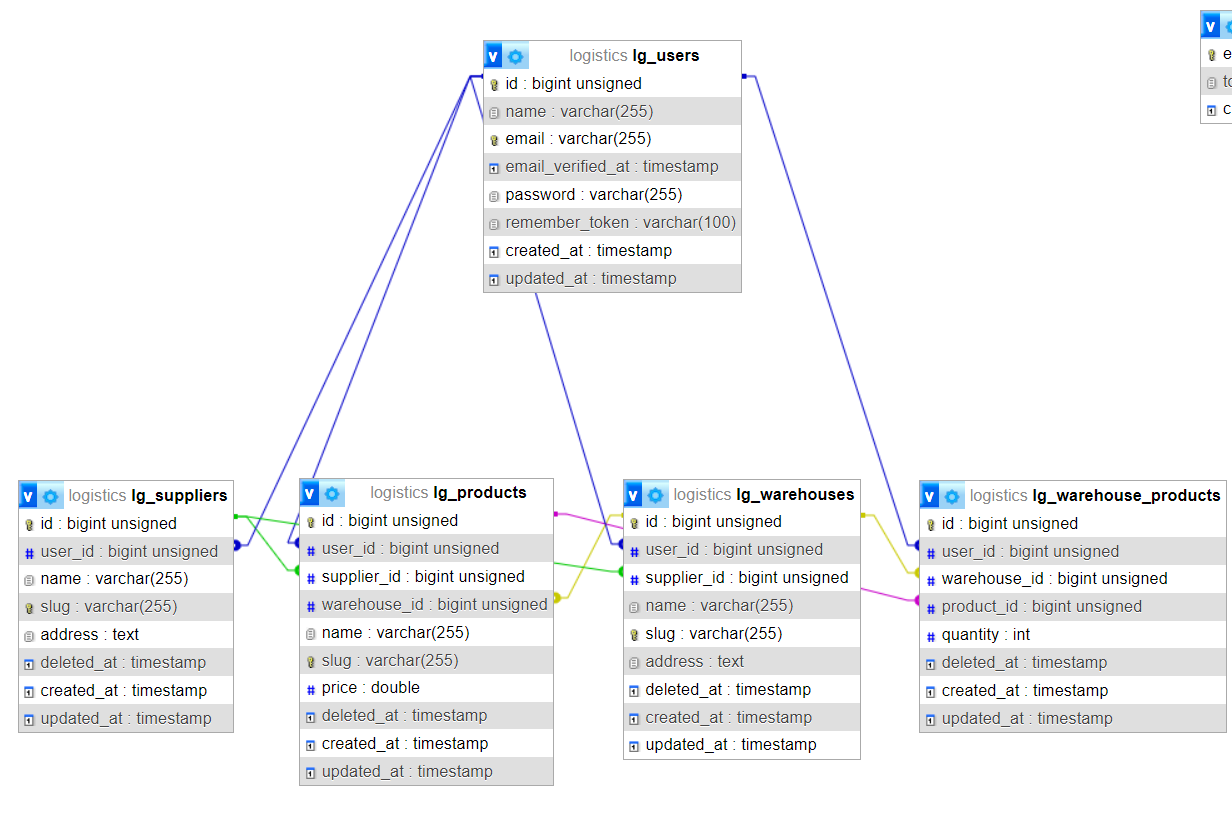 v logistics lg_users
id : bigint unsigned
name : varchar(255)
email : varchar(255)
email_verified_at : timestamp
password : varchar(255)
remember_token : varchar(100)
created_at : timestamp
updated_at : timestamp
v
e
to
c
v logistics lg_suppliers
id : bigint unsigned
# user_id : bigint unsigned
name : varchar(255)
slug : varchar(255)
address : text
deleted_at : timestamp
created_at : timestamp
updated_at : timestamp
v logistics lg_products
id : bigint unsigned
# user_id : bigint unsigned
# supplier_id : bigint unsigned
# warehouse_id : bigint unsigned
name : varchar(255)
slug : varchar(255)
# price : double
deleted_at : timestamp
created_at : timestamp
updated_at : timestamp
v logistics lg_warehouses
id : bigint unsigned
# user_id : bigint unsigned
# supplier_id : bigint unsigned
name : varchar(255)
slug : varchar(255)
address : text
deleted_at : timestamp
created_at : timestamp
updated_at : timestamp
v logistics lg_warehouse_products
id : bigint unsigned
# user_id : bigint unsigned
# warehouse_id : bigint unsigned
# product_id : bigint unsigned
# quantity : int
deleted_at : timestamp
created_at : timestamp
updated_at : timestamp